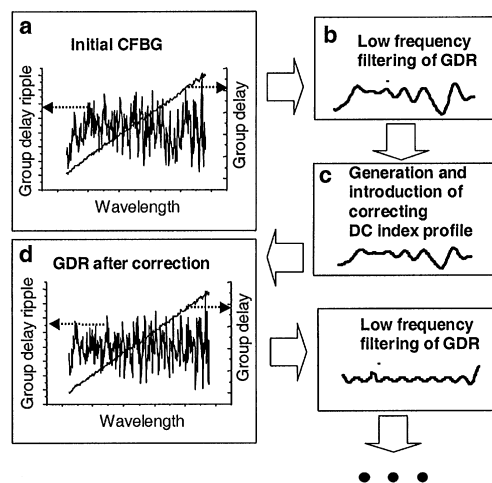 a
Initial CFBG
Group delay ripple
Group delay
Wavelength
b
Low frequency
filtering of GDR
c
Generation and
introduction of
correcting
DC index profile
d
GDR after correction
Group delay ripple
Group delay
Wavelength
Low frequency
filtering of GDR